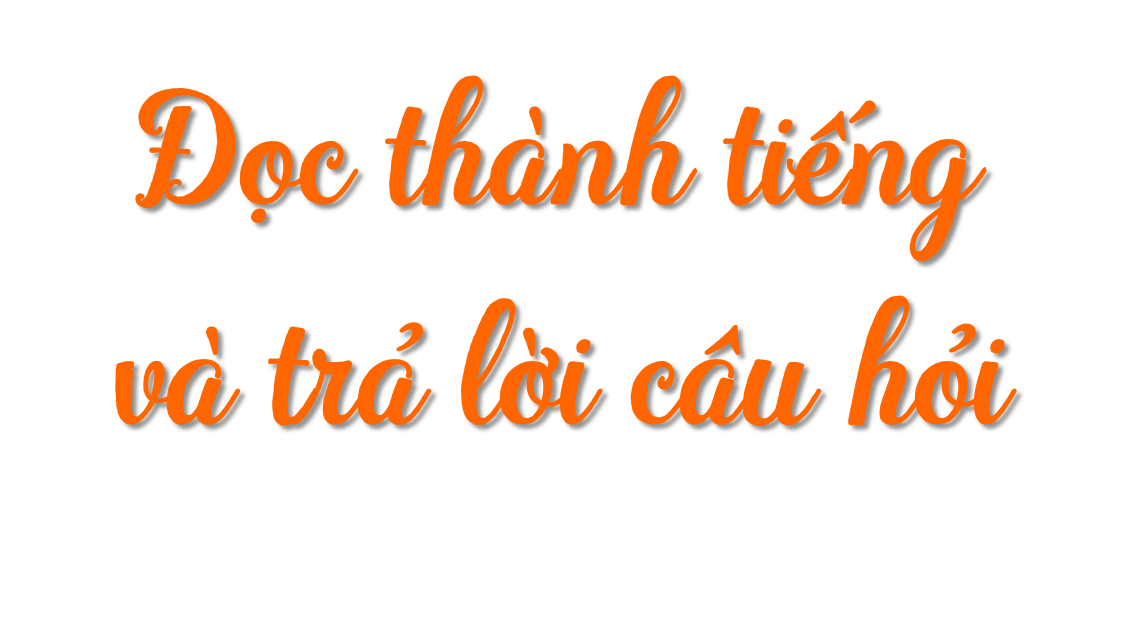 Đọc thành tiếng
và trả lời câu hỏi